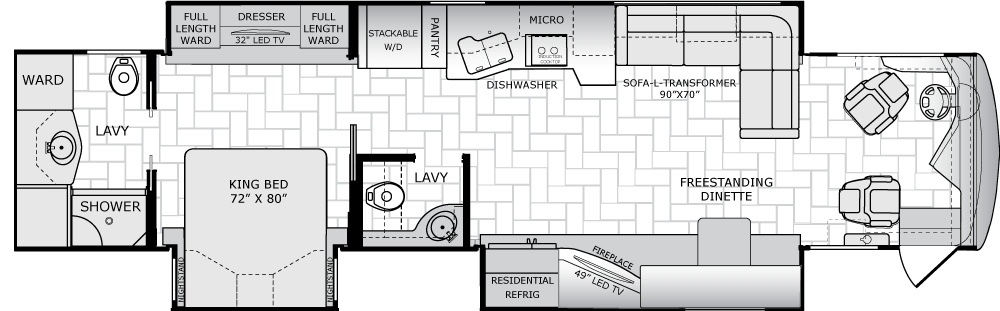 FULL
LENGTH
WARD
DRESSER
32" LED TV
FULL
LENGTH
WARD
STACKABLE
W/D
PANTRY
MICRO
INDUCTION
COOKTOP
DISHWASHER
SOFA-L-TRANSFORMER
90"X70"
WARD
LAVY
SHOWER
KING BED
72" X 80"
NIGHTSTAND
NIGHTSTAND
LAVY
FREESTANDING
DINETTE
RESIDENTIAL
REFRIG
FIREPLACE
49" LED TV